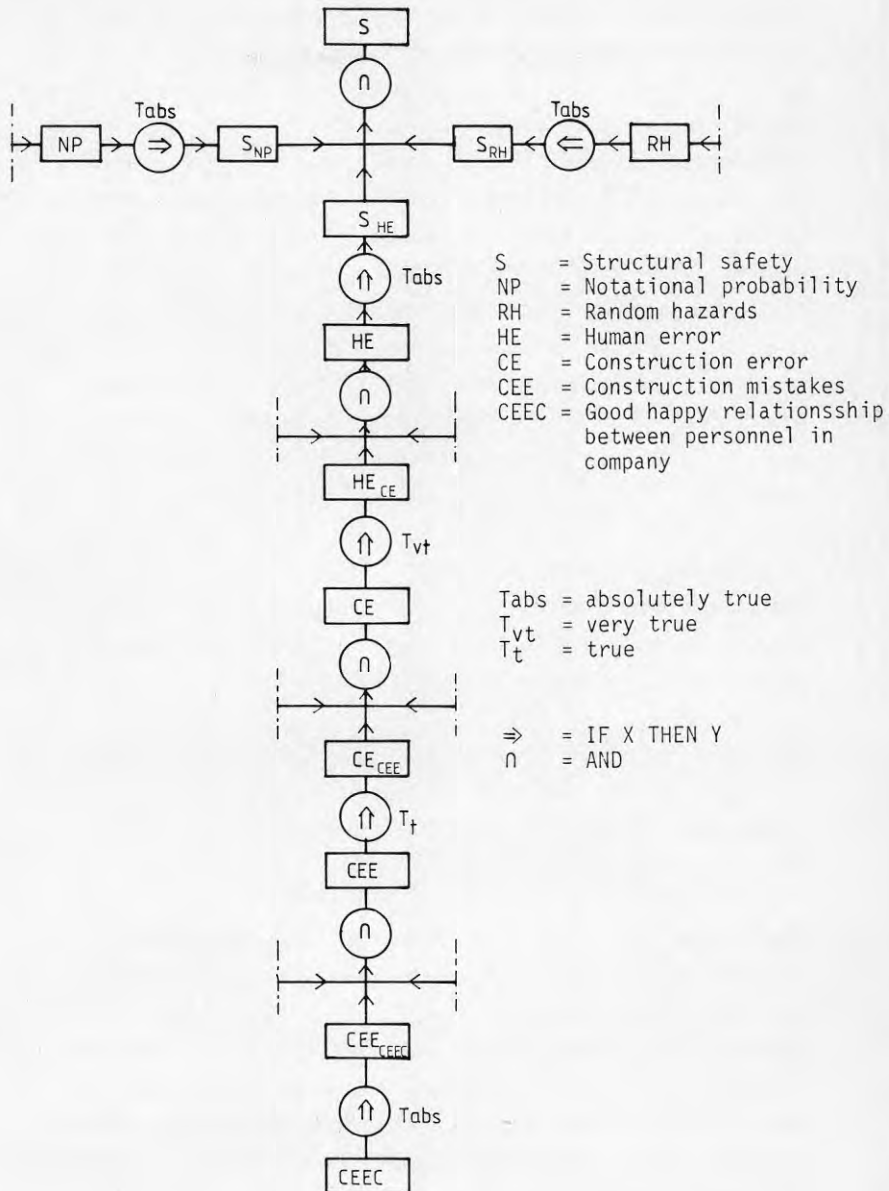 S
∩
Tabs
Tabs
NP
⇒
S_NP
S_RH
⇐
RH
S_HE
⇑
Tabs
HE
∩
HE_CE
⇑
T_vt
CE
∩
CE_CEE
⇑
T_t
CEE
∩
CEE_CEEC
⇑
Tabs
CEEC
S = Structural safety
NP = Notational probability
RH = Random hazards
HE = Human error
CE = Construction error
CEE = Construction mistakes
CEEC = Good happy relationsship
between personnel in
company
Tabs = absolutely true
T_vt = very true
T_t = true
⇒ = IF X THEN Y
∩ = AND